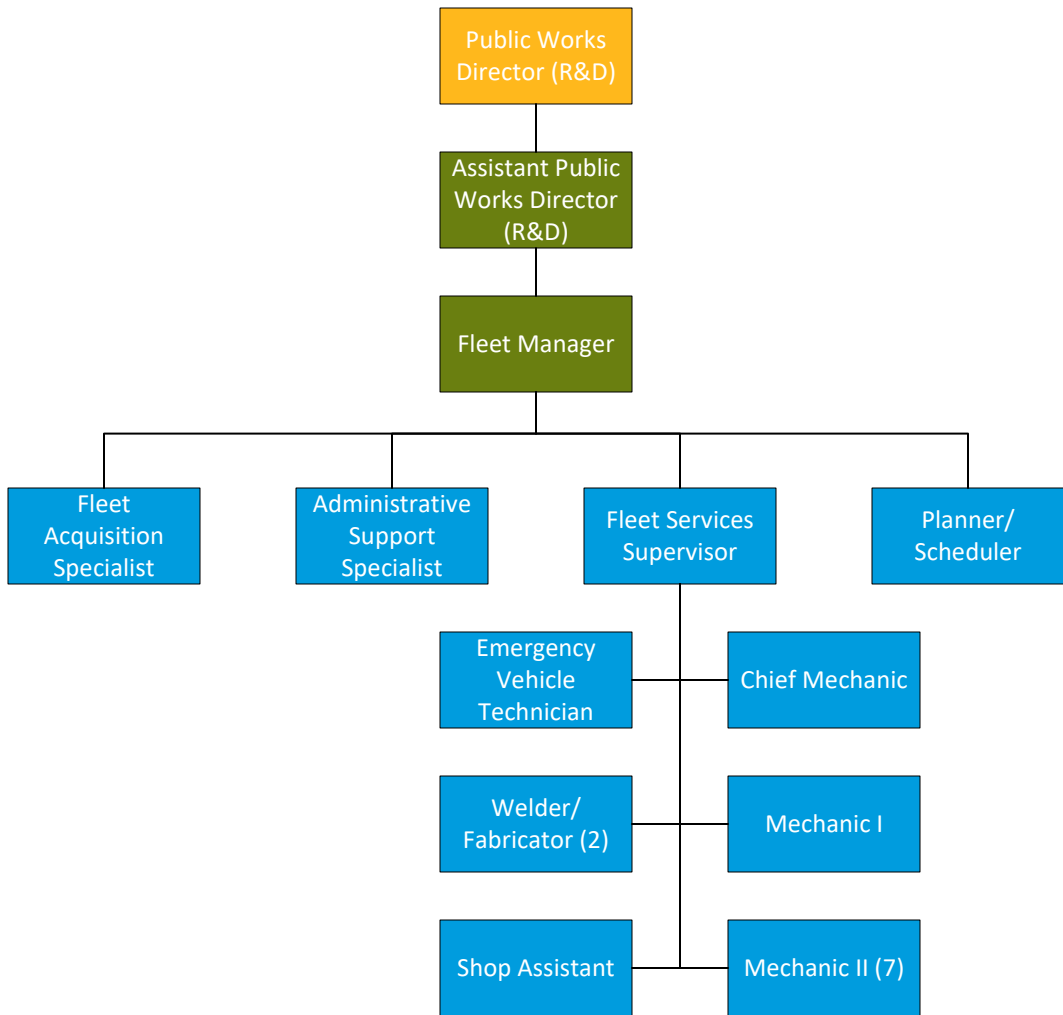 Public Works
Director (R&D)
Assistant Public
Works Director
(R&D)
Fleet Manager
Fleet
Acquisition
Specialist
Administrative
Support
Specialist
Fleet Services
Supervisor
Planner/
Scheduler
Emergency
Vehicle
Technician
Chief Mechanic
Welder/
Fabricator (2)
Mechanic I
Shop Assistant
Mechanic II (7)